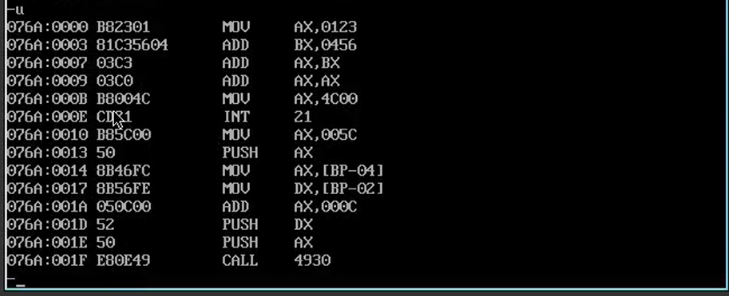 -u
076A:0000 B82301 MOV AX,0123
076A:0003 81C35604 ADD BX,0456
076A:0007 03C3 ADD AX,BX
076A:0009 03C0 ADD AX,AX
076A:000B B8004C MOV AX,4C00
076A:000E CD21 INT 21
076A:0010 B85C00 MOV AX,005C
076A:0013 50 PUSH AX
076A:0014 8B46FC MOV AX,[BP-04]
076A:0017 8B56FE MOV DX,[BP-02]
076A:001A 050C00 ADD AX,000C
076A:001D 52 PUSH DX
076A:001E 50 PUSH AX
076A:001F E80E49 CALL 4930
-_